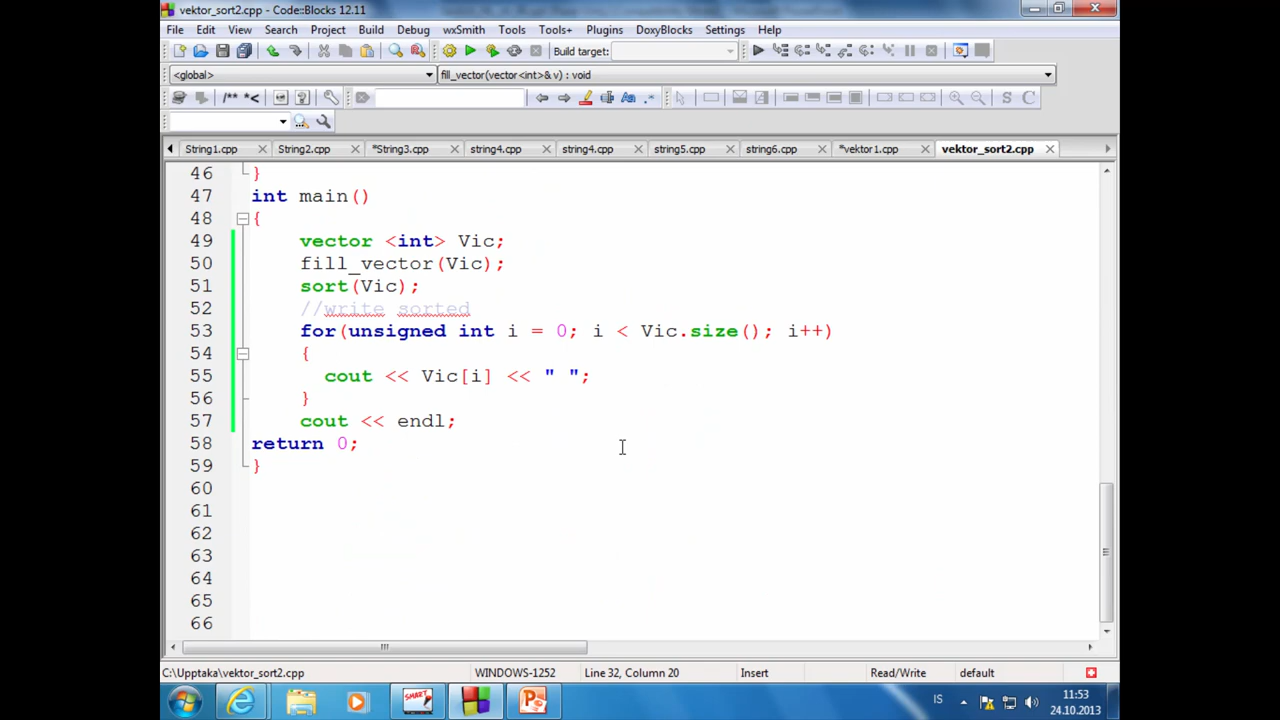 vektor_sort2.cpp - Code::Blocks 12.11
File Edit View Search Project Build Debug wxSmith Tools Tools+ Plugins DoxyBlocks Settings Help
Build target:
<global> fill_vector(vector<int>& v) : void
/** *<
String1.cpp String2.cpp *String3.cpp string4.cpp string4.cpp string5.cpp string6.cpp *vektor1.cpp vektor_sort2.cpp
46 }
47 int main()
48 {
49 vector <int> Vic;
50 fill_vector(Vic);
51 sort(Vic);
52 //write sorted
53 for(unsigned int i = 0; i < Vic.size(); i++)
54 {
55 cout << Vic[i] << " ";
56 }
57 cout << endl;
58 return 0;
59 }
60
61
62
63
64
65
66
C:\Upptaka\vektor_sort2.cpp WINDOWS-1252 Line 32, Column 20 Insert Read/Write default
SMART IS 11:53
24.10.2013